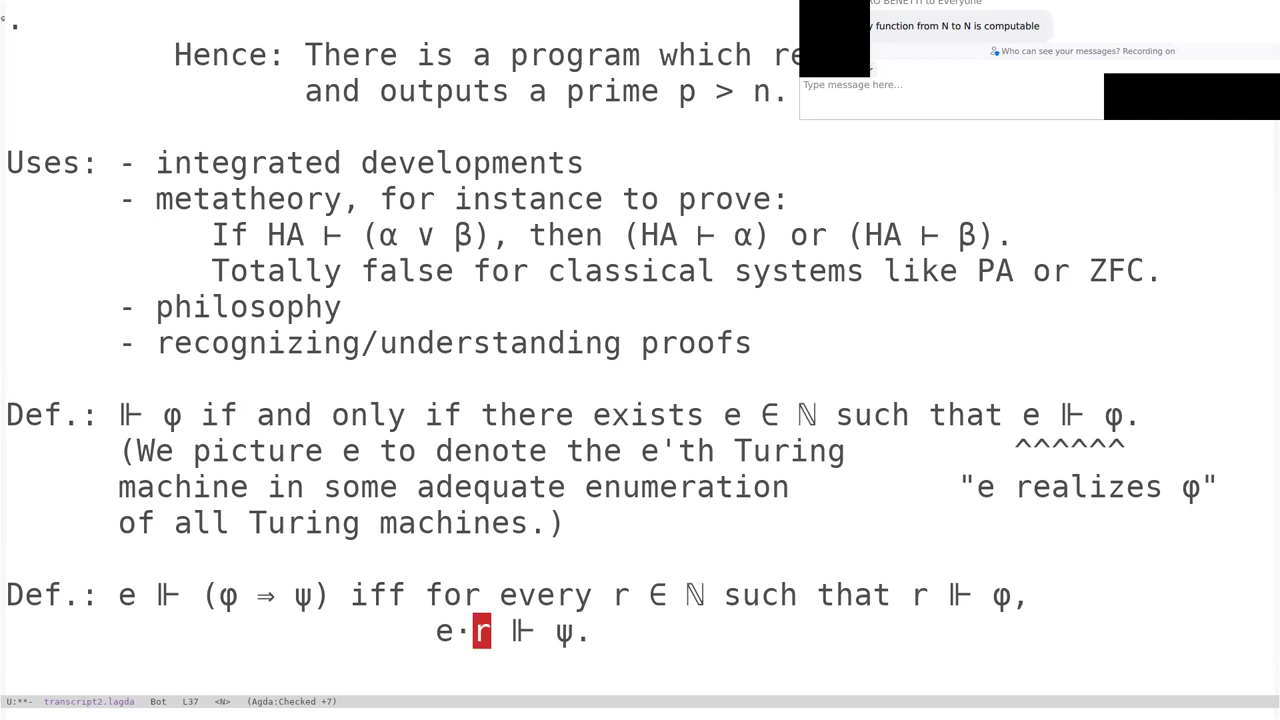 .
Hence: There is a program which
and outputs a prime p > n.
BENETTI to Everyone
function from N to N is computable
Who can see your messages? Recording on
Type message here…
Uses: - integrated developments
- metatheory, for instance to prove:
If HA ⊢ (α ∨ β), then (HA ⊢ α) or (HA ⊢ β).
Totally false for classical systems like PA or ZFC.
- philosophy
- recognizing/understanding proofs
Def.: ⊩ φ if and only if there exists e ∈ ℕ such that e ⊩ φ.
(We picture e to denote the e'th Turing ^^^^^^
machine in some adequate enumeration "e realizes φ"
of all Turing machines.)
Def.: e ⊩ (φ ⇒ ψ) iff for every r ∈ ℕ such that r ⊩ φ,
e·r ⊩ ψ.
U:**- transcript2.lagda Bot L37 <N> (Agda:Checked +7)